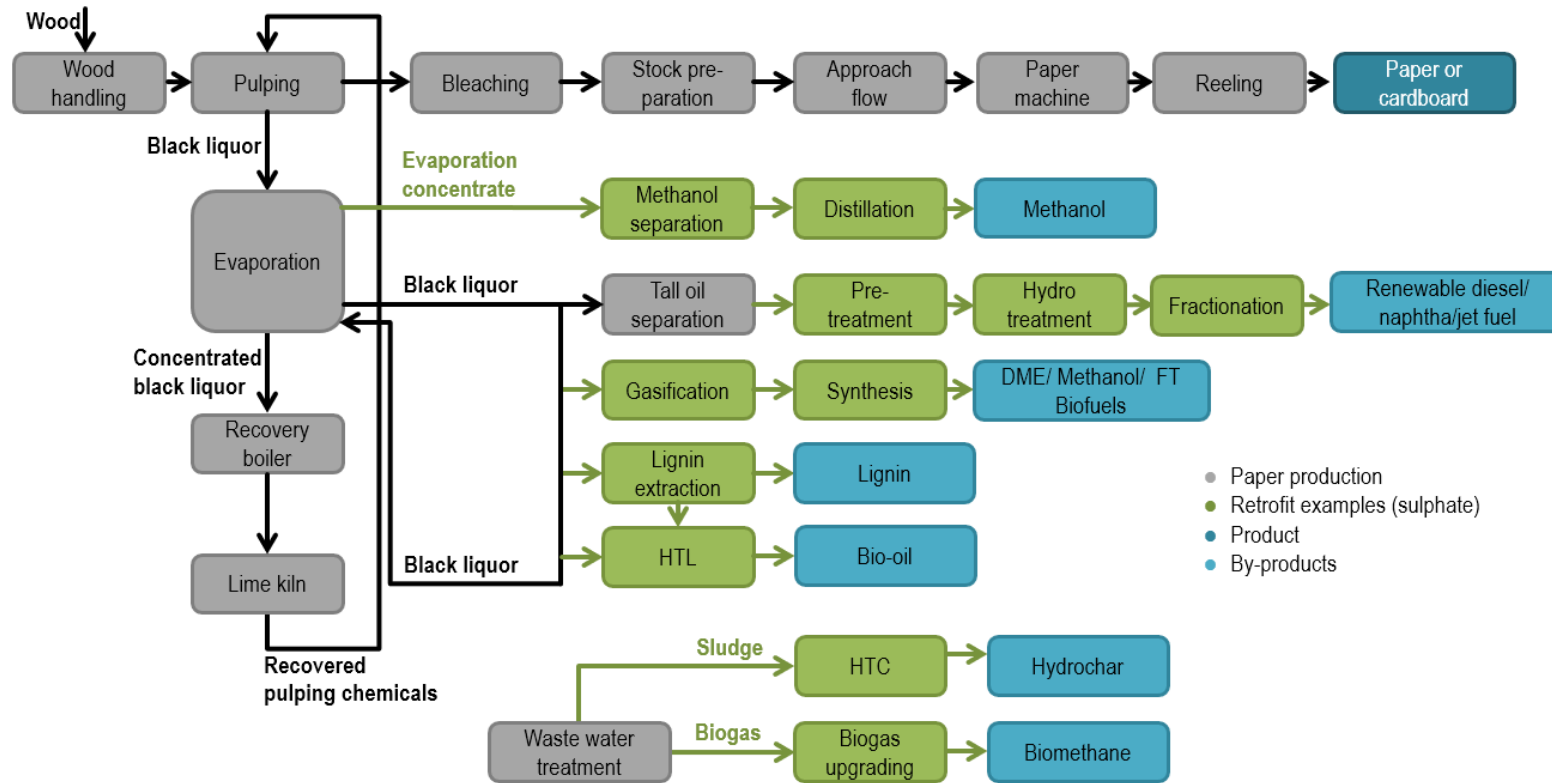 Wood
Wood
handling
Pulping
Bleaching
Stock pre-
paration
Approach
flow
Paper
machine
Reeling
Paper or
cardboard
Black liquor
Evaporation
concentrate
Methanol
separation
Distillation
Methanol
Evaporation
Black liquor
Tall oil
separation
Pre-
treatment
Hydro
treatment
Fractionation
Renewable diesel/
naphtha/jet fuel
Concentrated
black liquor
Gasification
Synthesis
DME/ Methanol/ FT
Biofuels
Recovery
boiler
Lignin
extraction
Lignin
Black liquor
HTL
Bio-oil
Lime kiln
Recovered
pulping chemicals
Paper production
Retrofit examples (sulphate)
Product
By-products
Sludge
HTC
Hydrochar
Waste water
treatment
Biogas
Biogas
upgrading
Biomethane